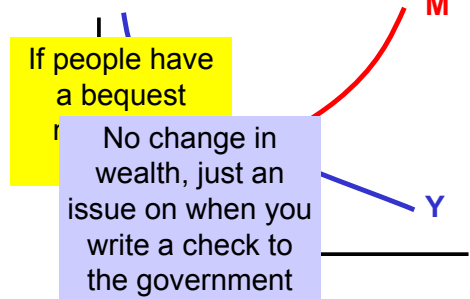 M
If people have
a bequest
No change in
wealth, just an
issue on when you
write a check to
the government
Y